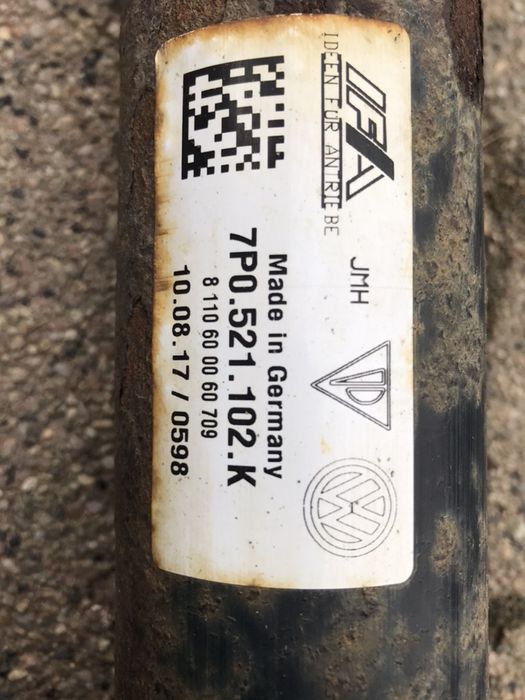 IFA
IDEEN FÜR ANTRIEBE
JMH
Made in Germany
7P0.521.102.K
8 110 60 00 60 709
10.08.17 / 0598